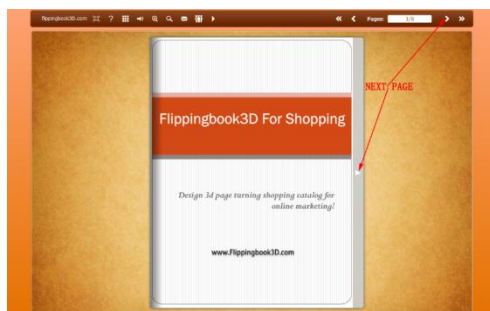 flippingbook3D.com
?
Pages:
1/8
NEXT PAGE
Flippingbook3D For Shopping
Design 3d page turning shopping catalog for
online marketing!
www.Flippingbook3D.com